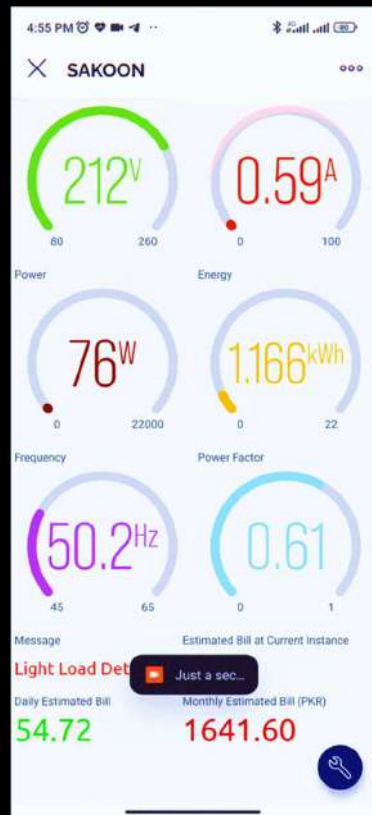 4:55 PM
SAKOON
212V
80 260
0.59A
0 100
Power
Energy
76W
0 22000
1.166kWh
0 22
Frequency
Power Factor
50.2Hz
45 65
0.61
0 1
Message
Estimated Bill at Current Instance
Light Load Det
Just a sec...
Daily Estimated Bill
Monthly Estimated Bill (PKR)
54.72
1641.60